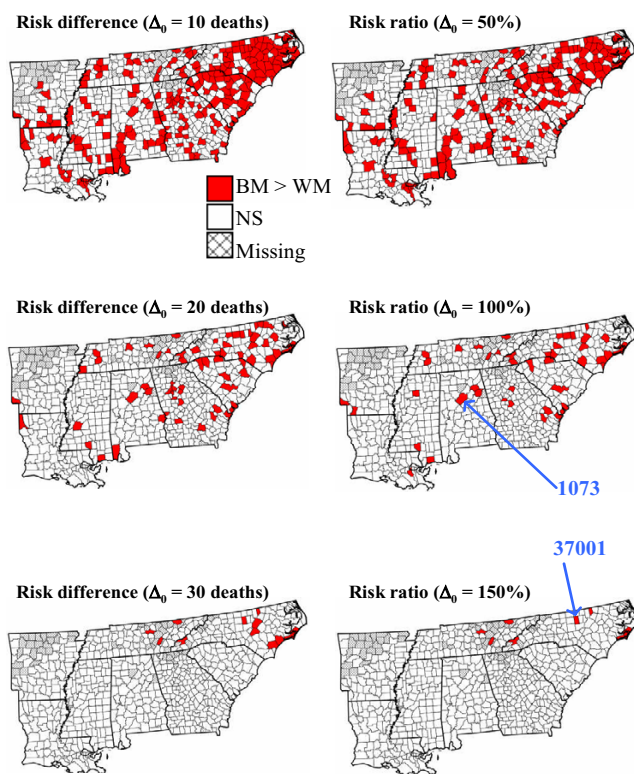 Risk difference (Δ₀ = 10 deaths)
Risk ratio (Δ₀ = 50%)
BM > WM
NS
Missing
Risk difference (Δ₀ = 20 deaths)
Risk ratio (Δ₀ = 100%)
1073
37001
Risk difference (Δ₀ = 30 deaths)
Risk ratio (Δ₀ = 150%)